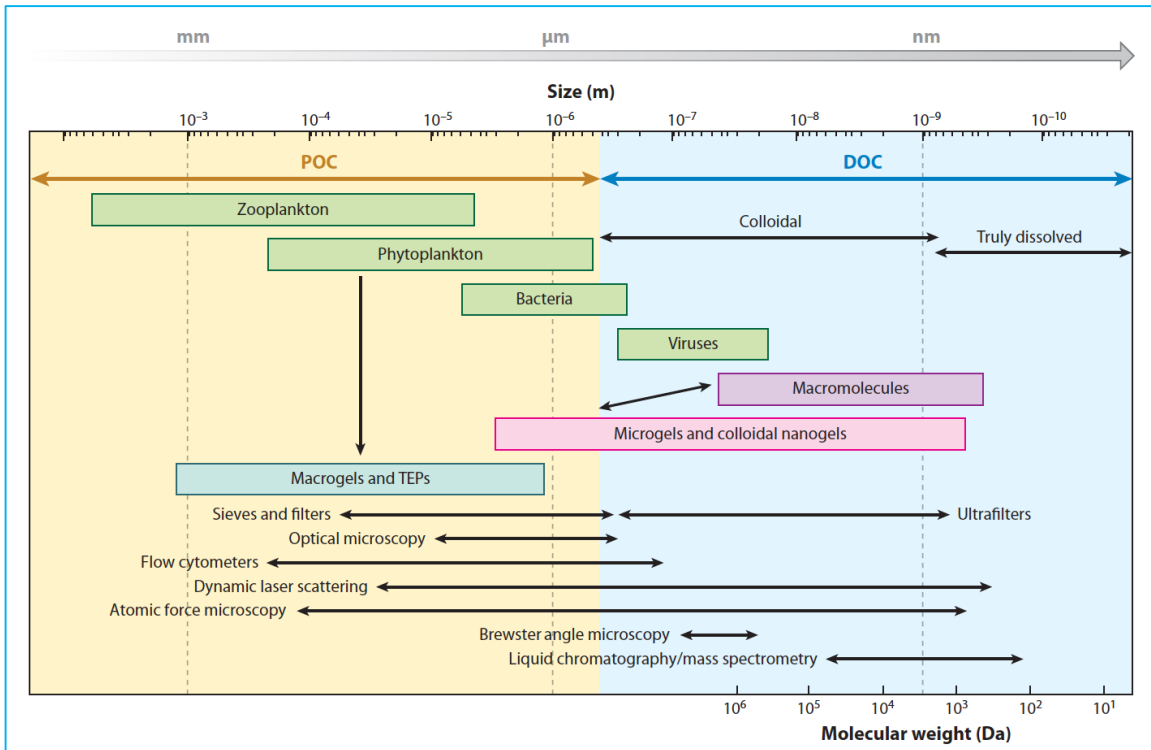 mm µm nm
Size (m)
10⁻³ 10⁻⁴ 10⁻⁵ 10⁻⁶ 10⁻⁷ 10⁻⁸ 10⁻⁹ 10⁻¹⁰
POC DOC
Zooplankton
Colloidal
Truly dissolved
Phytoplankton
Bacteria
Viruses
Macromolecules
Microgels and colloidal nanogels
Macrogels and TEPs
Sieves and filters Ultrafilters
Optical microscopy
Flow cytometers
Dynamic laser scattering
Atomic force microscopy
Brewster angle microscopy
Liquid chromatography/mass spectrometry
10⁶ 10⁵ 10⁴ 10³ 10² 10¹
Molecular weight (Da)